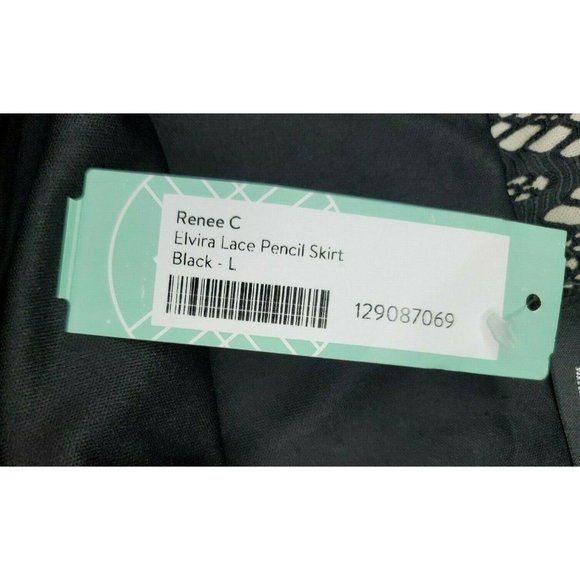 Renee C
Elvira Lace Pencil Skirt
Black - L
129087069